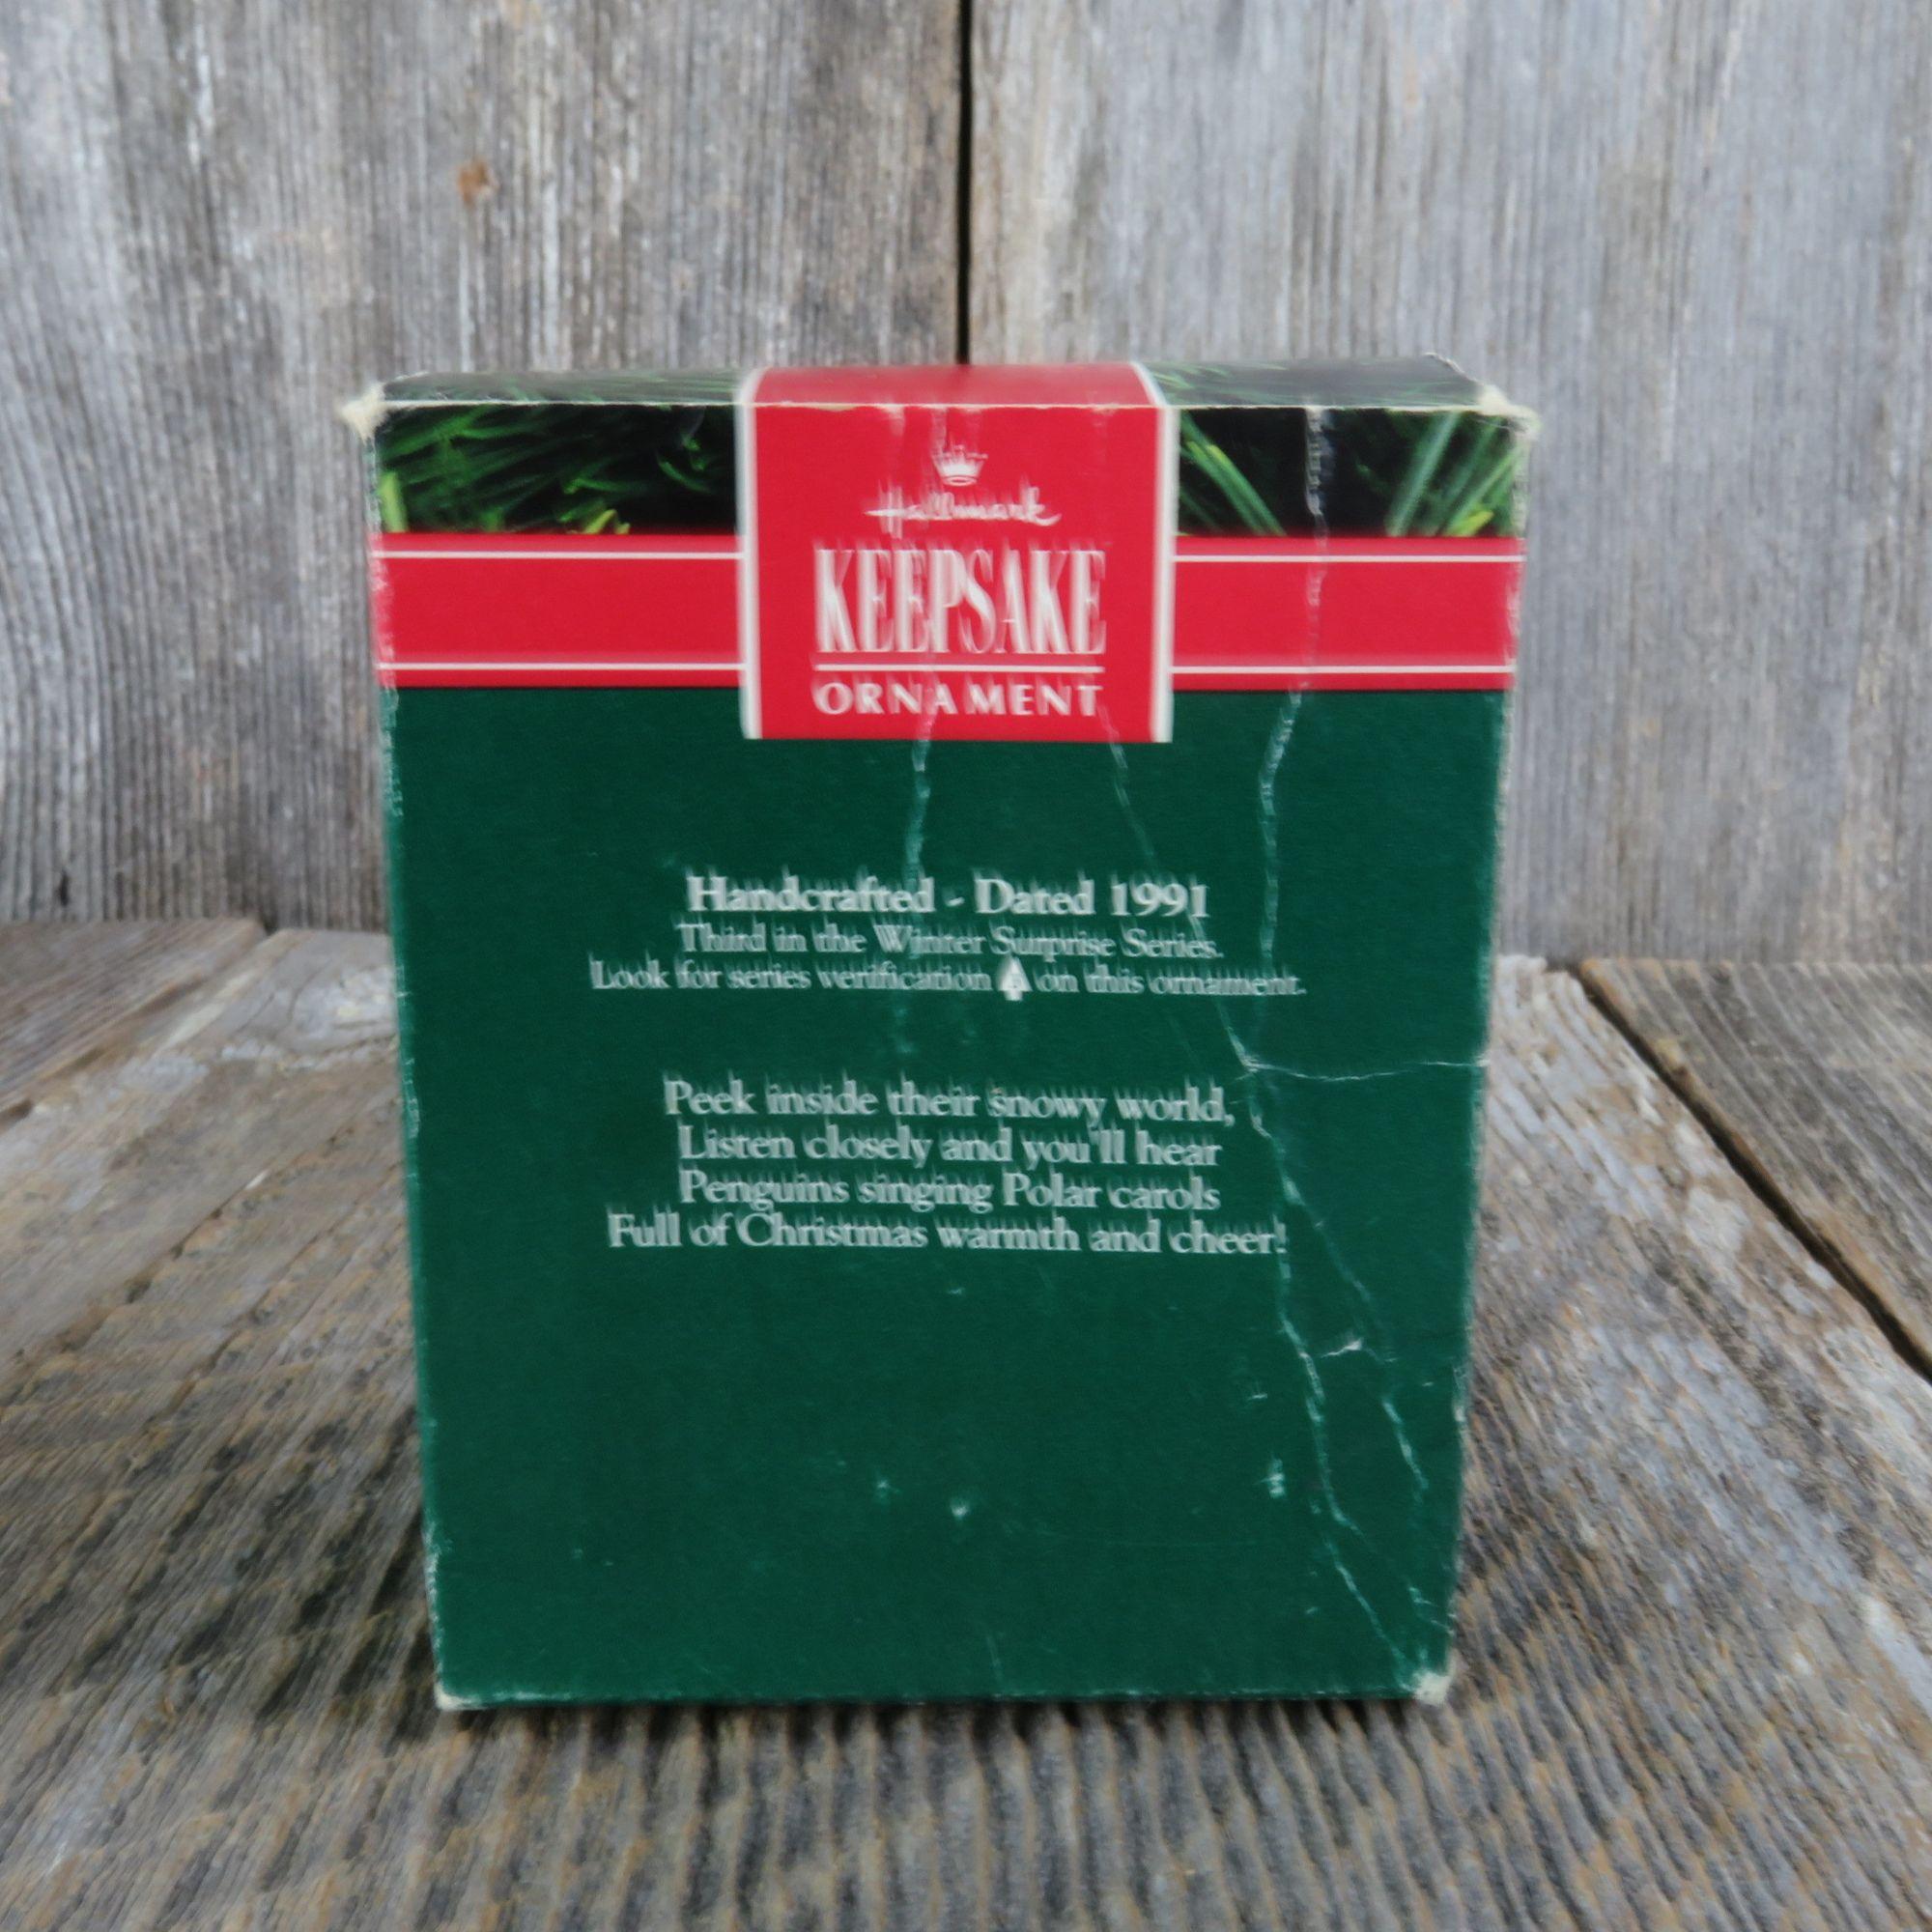 Hallmark
KEEPSAKE
ORNAMENT
Handcrafted - Dated 1991
Third in the Winter Surprise Series.
Look for series verification on this ornament.
Peek inside their snowy world,
Listen closely and you'll hear
Penguins singing Polar carols
Full of Christmas warmth and cheer!